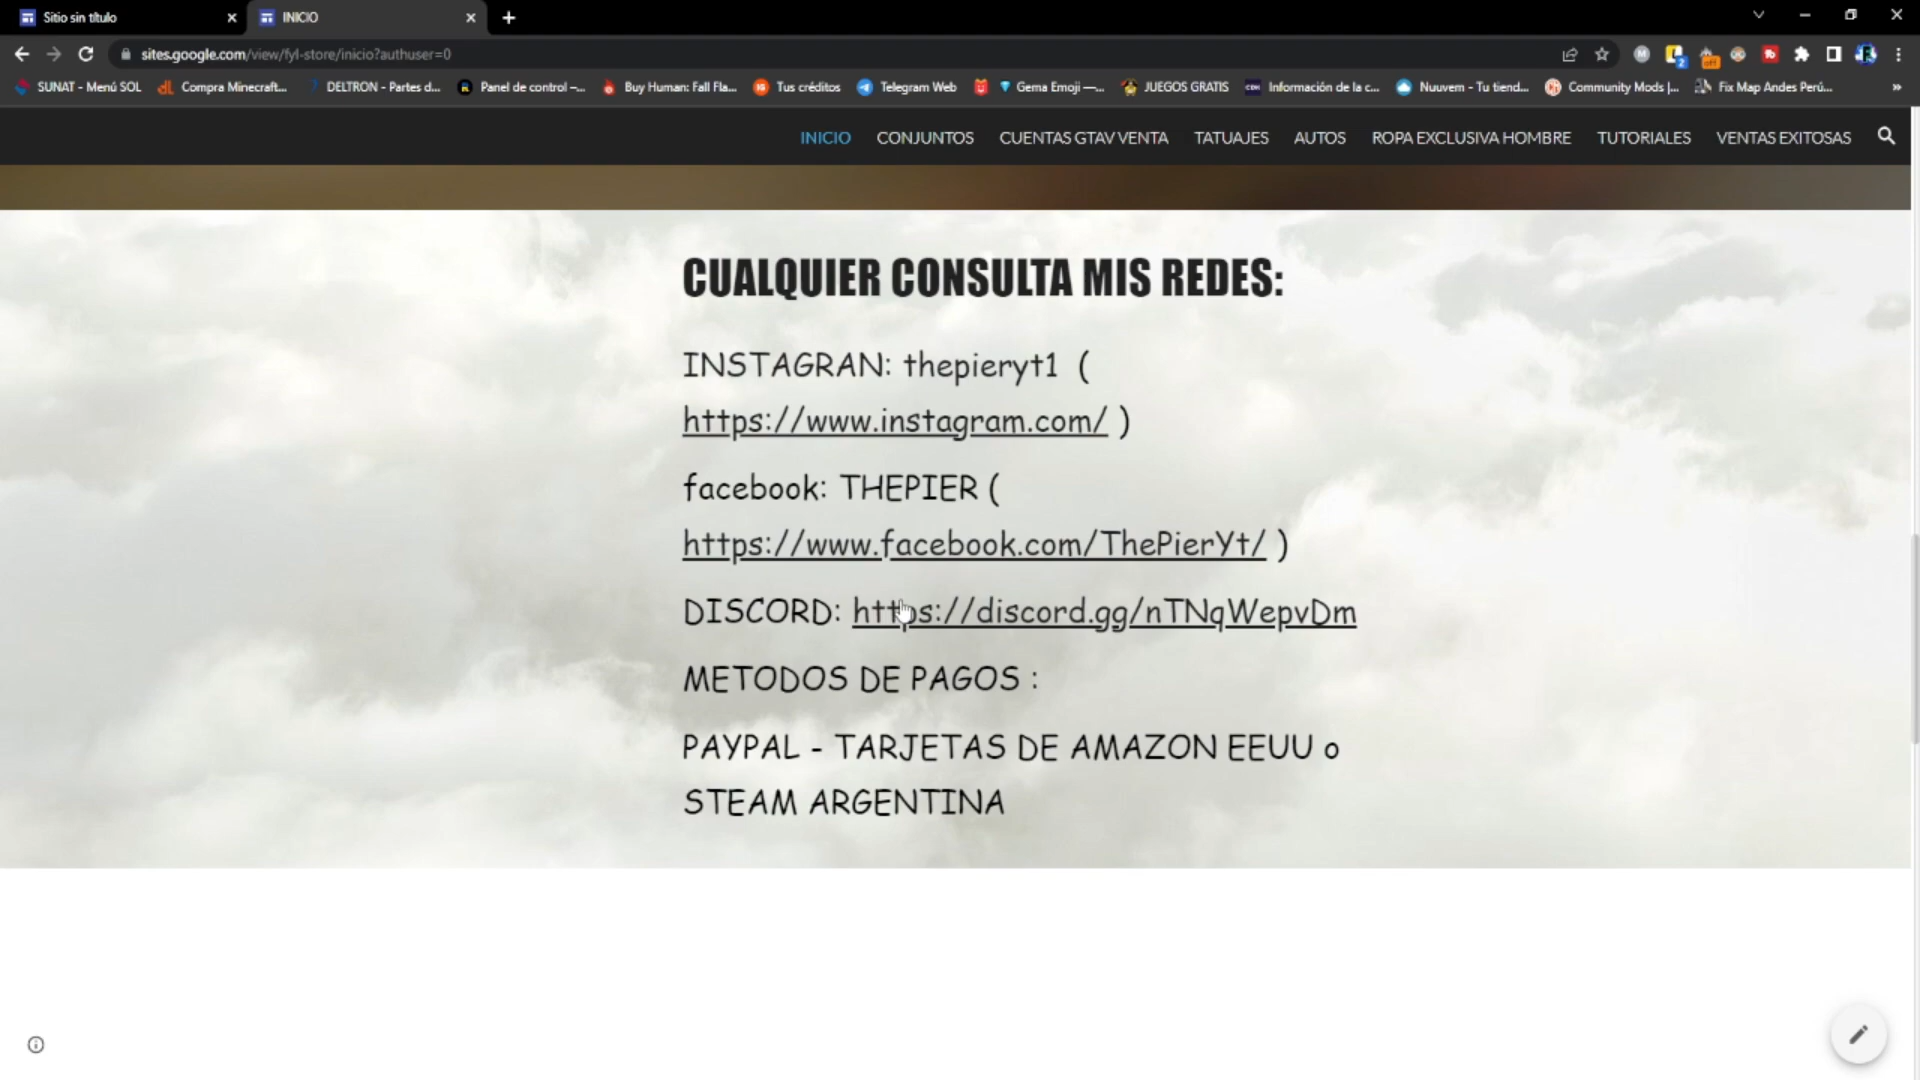 Sitio sin título
INICIO
sites.google.com/view/fyl-store/inicio?authuser=0
SUNAT - Menú SOL
Compra Minecraft...
DELTRON - Partes d...
Panel de control -...
Buy Human: Fall Fla...
Tus créditos
Telegram Web
Gema Emoji —...
JUEGOS GRATIS
Información de la c...
Nuuvem - Tu tiend...
Community Mods |...
Fix Map Andes Perú...
INICIO
CONJUNTOS
CUENTAS GTAV VENTA
TATUAJES
AUTOS
ROPA EXCLUSIVA HOMBRE
TUTORIALES
VENTAS EXITOSAS
CUALQUIER CONSULTA MIS REDES:
INSTAGRAN: thepieryt1 (
https://www.instagram.com/ )
facebook: THEPIER (
https://www.facebook.com/ThePierYt/ )
DISCORD: https://discord.gg/nTNqWepvDm
METODOS DE PAGOS :
PAYPAL - TARJETAS DE AMAZON EEUU o
STEAM ARGENTINA